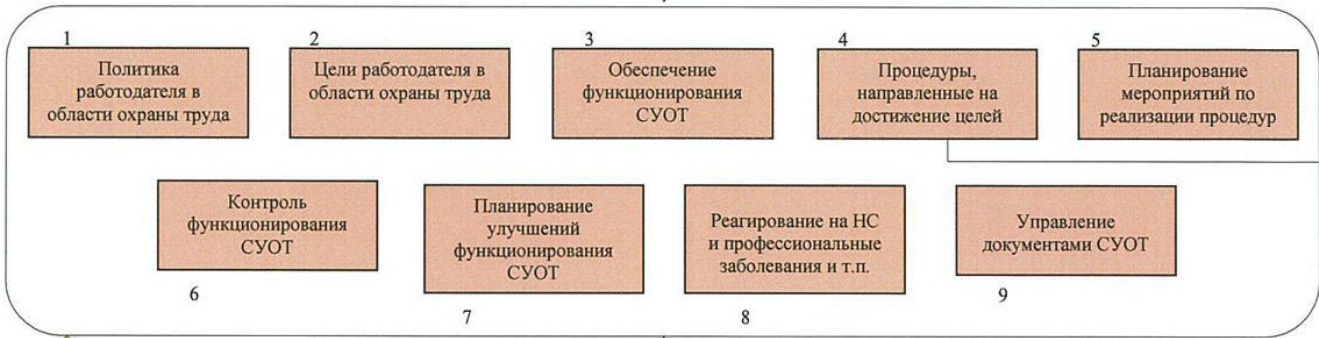 1
Политика
работодателя в
области охраны труда
2
Цели работодателя в
области охраны труда
3
Обеспечение
функционирования
СУОТ
4
Процедуры,
направленные на
достижение целей
5
Планирование
мероприятий по
реализации процедур
Контроль
функционирования
СУОТ
6
Планирование
улучшений
функционирования
СУОТ
7
Реагирование на НС
и профессиональные
заболевания и т.п.
8
Управление
документами СУОТ
9